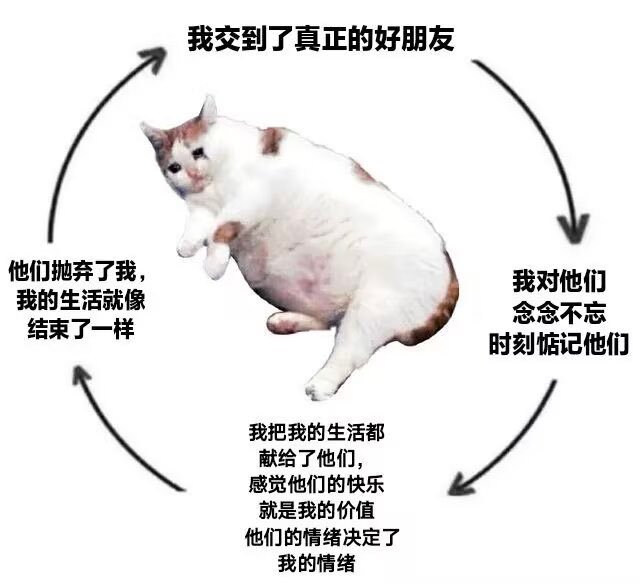 我交到了真正的好朋友
我对他们
念念不忘
时刻惦记他们
我把我的生活都
献给了他们，
感觉他们的快乐
就是我的价值
他们的情绪决定了
我的情绪
他们抛弃了我，
我的生活就像
结束了一样